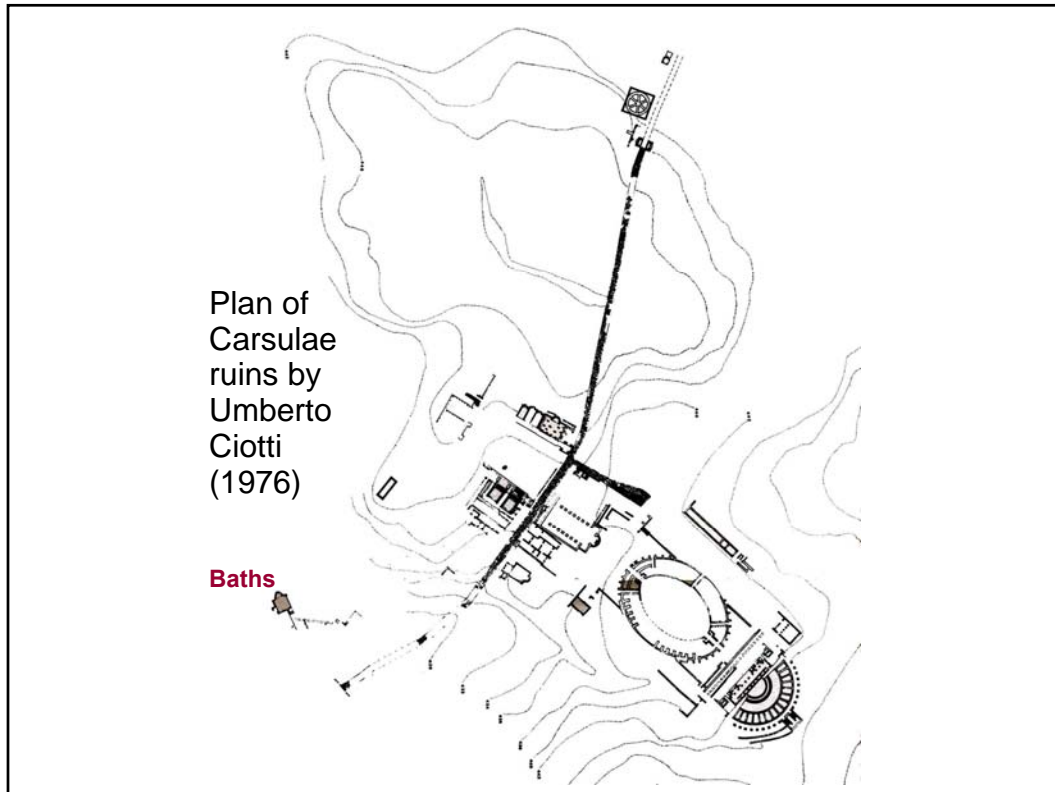 Plan of
Carsulae
ruins by
Umberto
Ciotti
(1976)
Baths